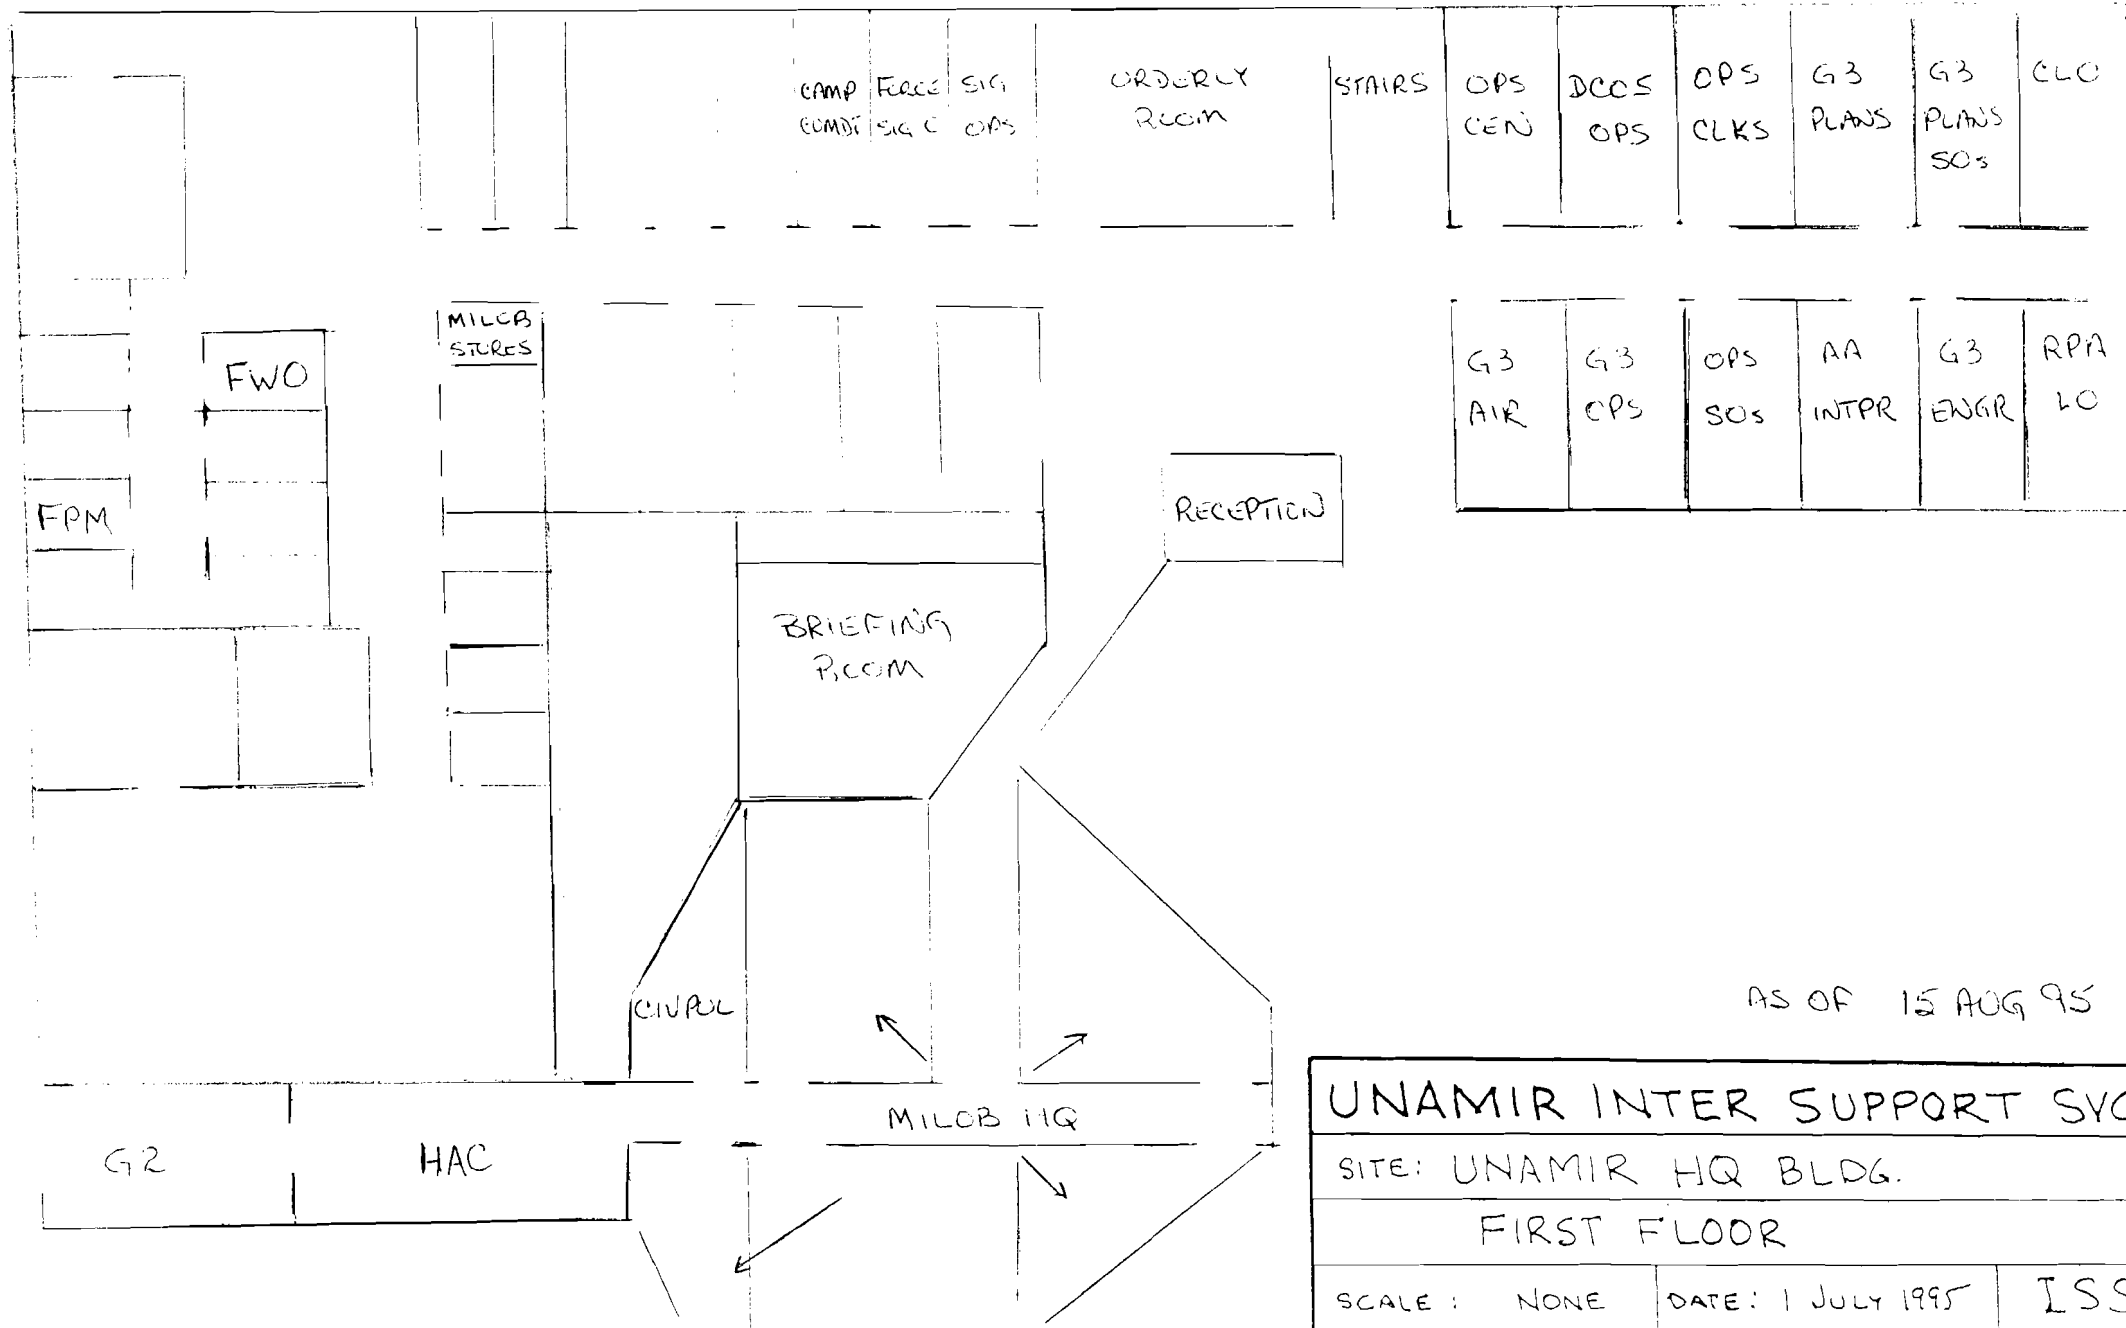 CAMP COMDT
FORCE SIG O
SIG OPS
ORDERLY ROOM
STAIRS
OPS CEN
DCOS OPS
OPS CLKS
G3 PLANS
G3 PLANS SOs
CLO
MILOB STORES
FWO
FPM
G3 AIR
G3 OPS
OPS SOs
AA INTPR
G3 ENGR
RPA LO
RECEPTION
BRIEFING ROOM
CIVPOL
MILOB HQ
G2
HAC
AS OF 15 AUG 95
UNAMIR INTER SUPPORT
SITE: UNAMIR HQ BLDG.
FIRST FLOOR
SCALE: NONE
DATE: 1 JULY 1995
ISS